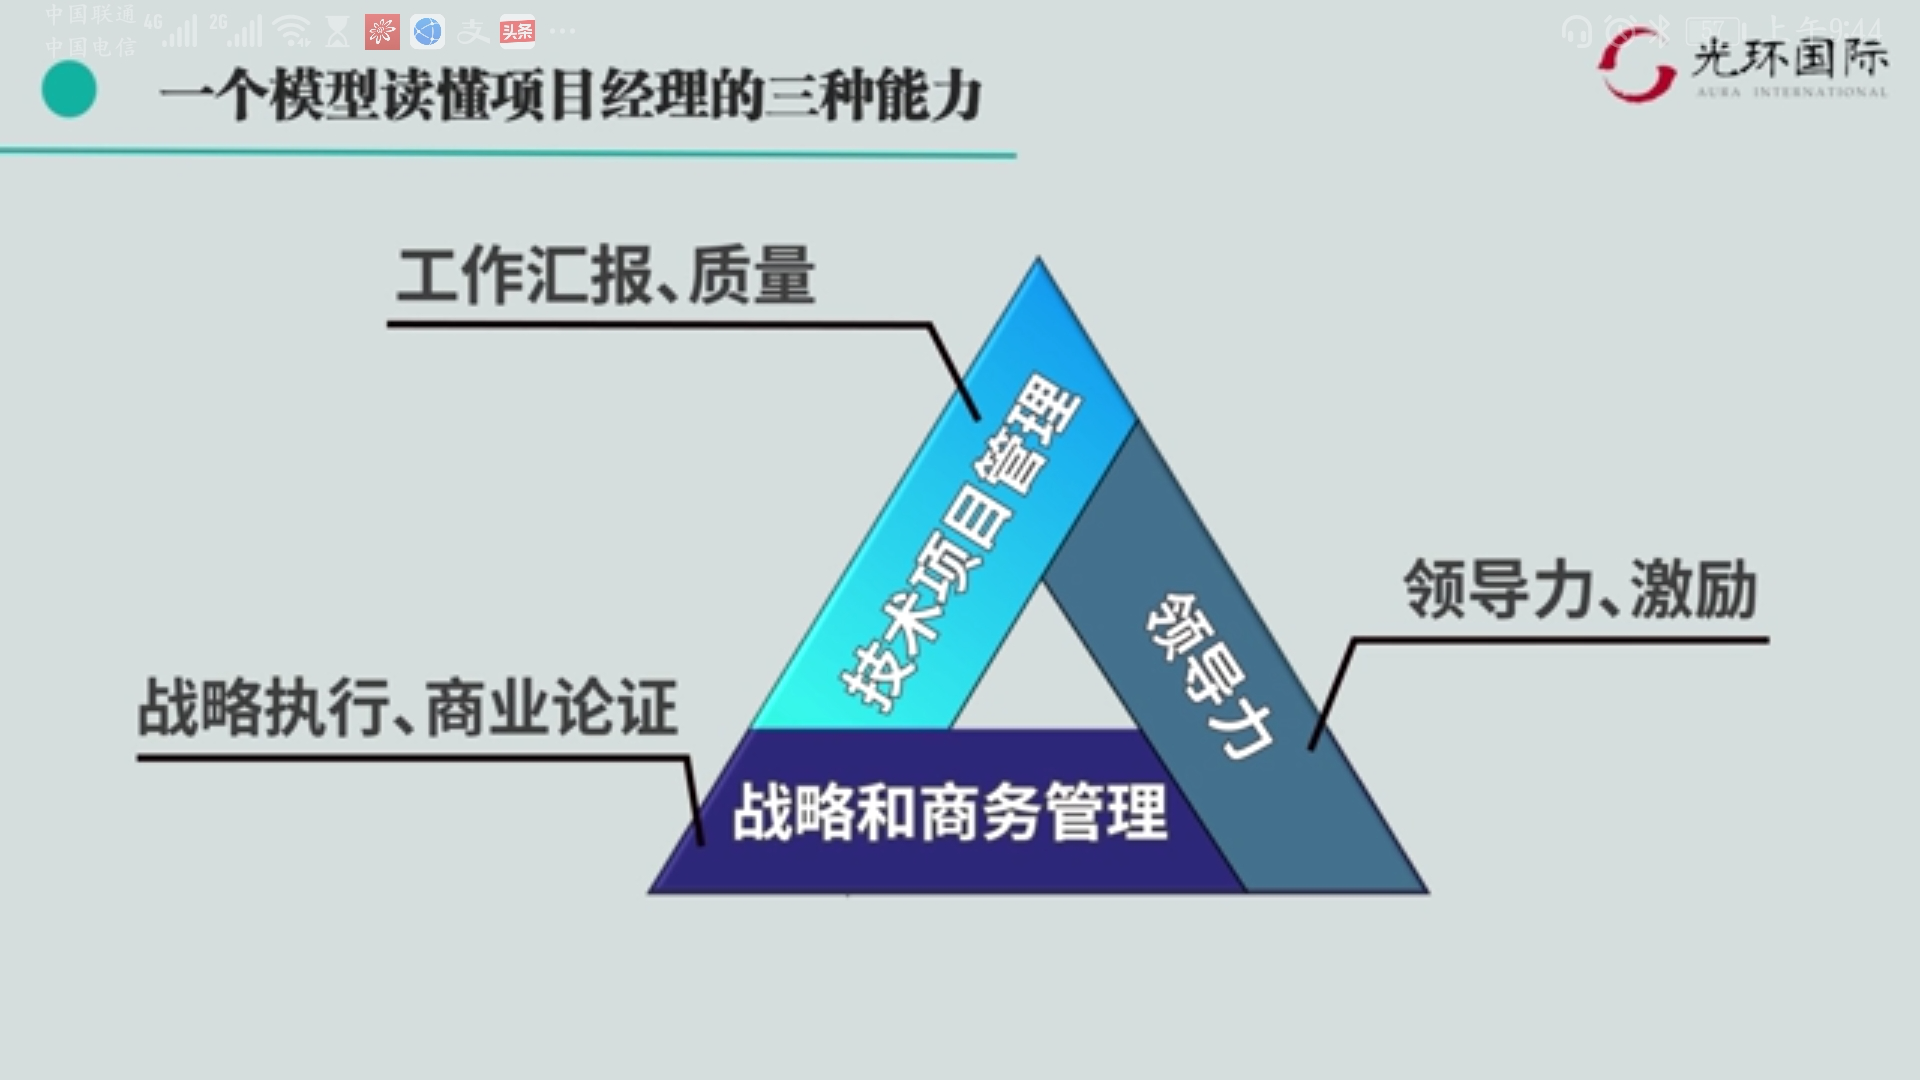 中国联通 4G 2G 头条 57 上午9:44
中国电信
一个模型读懂项目经理的三种能力
光环国际
AURA INTERNATIONAL
工作汇报、质量
技术项目管理
领导力、激励
领导力
战略执行、商业论证
战略和商务管理